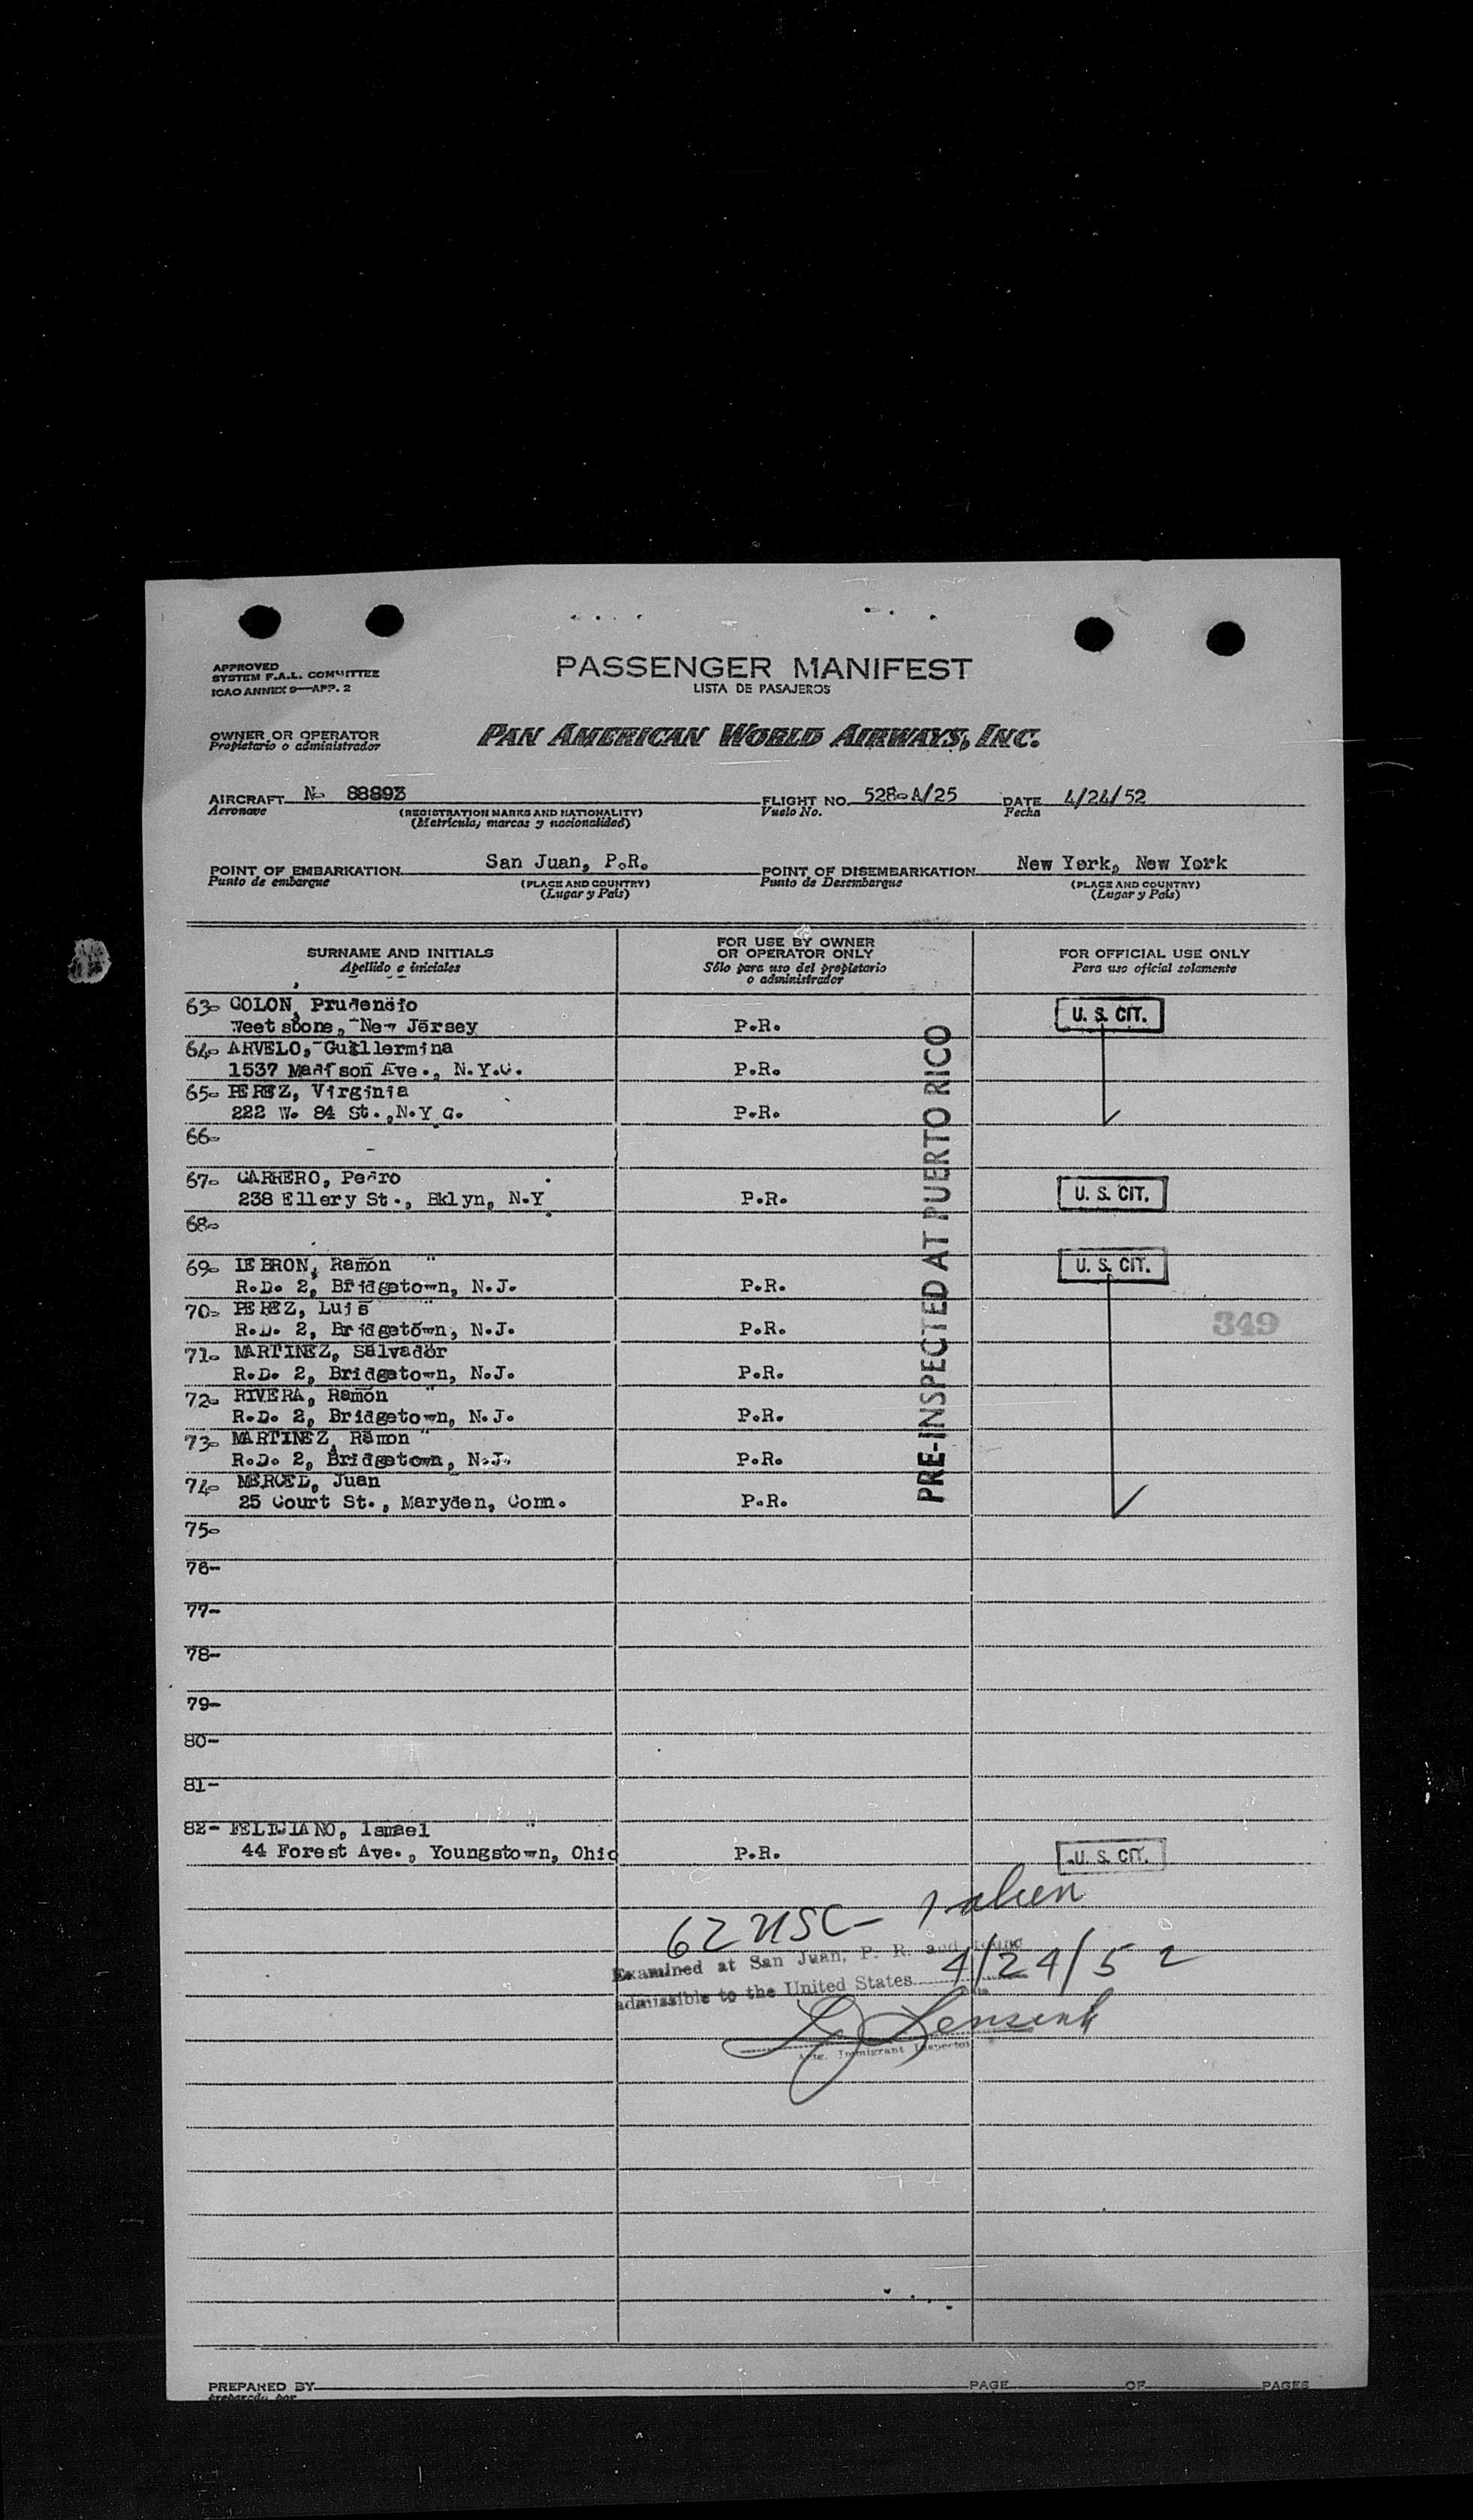 APPROVED
SYSTEM F.A.L. COMMITTEE
ICAO ANNEX 9—APP. 2
PASSENGER MANIFEST
LISTA DE PASAJEROS
OWNER OR OPERATOR
Propietario o administrador
PAN AMERICAN WORLD AIRWAYS, INC.
AIRCRAFT N- 88893 FLIGHT NO. 528-A/25 DATE 4/24/52
Aeronave (REGISTRATION MARKS AND NATIONALITY) Vuelo No. Fecha
(Matrícula, marcas y nacionalidad)
POINT OF EMBARKATION San Juan, P.R. POINT OF DISEMBARKATION New York, New York
Punto de embarque (PLACE AND COUNTRY) Punto de Desembarque (PLACE AND COUNTRY)
(Lugar y País) (Lugar y País)
SURNAME AND INITIALS
Apellido e iniciales
FOR USE BY OWNER
OR OPERATOR ONLY
Sólo para uso del propietario
o administrador
FOR OFFICIAL USE ONLY
Para uso oficial solamente
63- COLON, Prudencio U. S. CIT.
Weetsbone, New Jersey P.R.
64- ARVELO, Guillermina
1537 Madison Ave., N.Y.C. P.R.
65- PEREZ, Virginia
222 W. 84 St.,N.Y C. P.R.
66-
67- CARRERO, Pedro
238 Ellery St., Bklyn, N.Y P.R. U. S. CIT.
68-
69- LEBRON, Ramon U. S. CIT.
R.D. 2, Bridgetown, N.J. P.R.
70- PEREZ, Luis
R.D. 2, Bridgetown, N.J. P.R.
349
71- MARTINEZ, Salvador
R.D. 2, Bridgetown, N.J. P.R.
72- RIVERA, Ramon
R.D. 2, Bridgetown, N.J. P.R.
73- MARTINEZ, Ramon
R.D. 2, Bridgetown, N.J. P.R.
74- MERCED, Juan
25 Court St., Maryden, Conn. P.R.
PRE-INSPECTED AT PUERTO RICO
75-
76-
77-
78-
79-
80-
81-
82- FELICIANO, Ismael
44 Forest Ave., Youngstown, Ohio P.R. U. S. CIT.
62 USC- 1 alien
Examined at San Juan, P. R. and found
admissible to the United States 4/24/52
Immigrant Inspector
PREPARED BY PAGE OF PAGES
preparado por